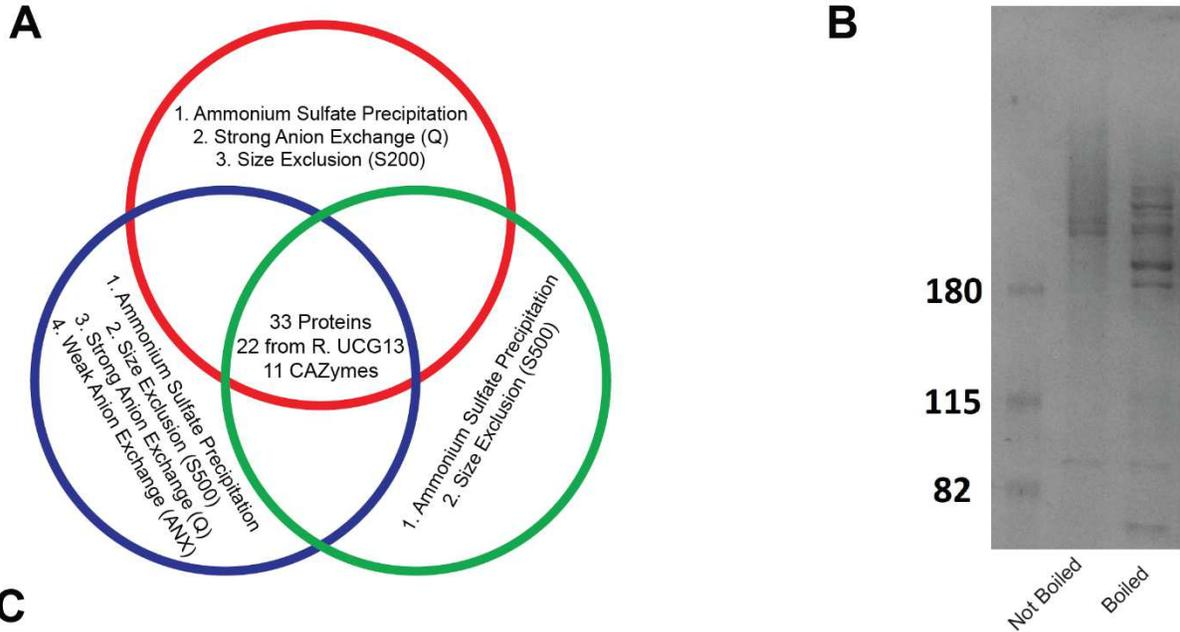 A
1. Ammonium Sulfate Precipitation
2. Strong Anion Exchange (Q)
3. Size Exclusion (S200)
33 Proteins
22 from R. UCG13
11 CAZymes
1. Ammonium Sulfate Precipitation
2. Size Exclusion (S500)
3. Strong Anion Exchange (Q)
4. Weak Anion Exchange (ANX)
1. Ammonium Sulfate Precipitation
2. Size Exclusion (S500)
B
180
115
82
Not Boiled
Boiled
C